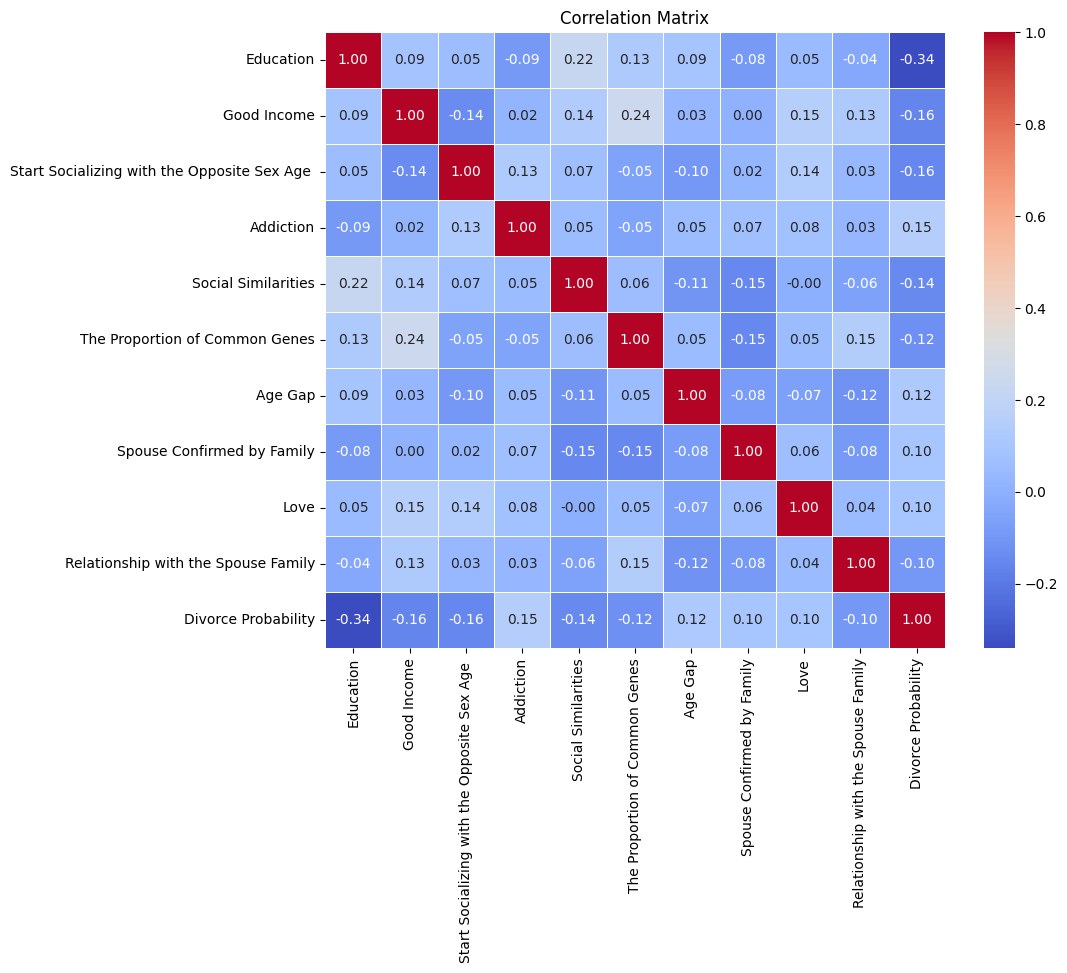 Correlation Matrix
Education 1.00 0.09 0.05 -0.09 0.22 0.13 0.09 -0.08 0.05 -0.04 -0.34
Good Income 0.09 1.00 -0.14 0.02 0.14 0.24 0.03 0.00 0.15 0.13 -0.16
Start Socializing with the Opposite Sex Age 0.05 -0.14 1.00 0.13 0.07 -0.05 -0.10 0.02 0.14 0.03 -0.16
Addiction -0.09 0.02 0.13 1.00 0.05 -0.05 0.05 0.07 0.08 0.03 0.15
Social Similarities 0.22 0.14 0.07 0.05 1.00 0.06 -0.11 -0.15 -0.00 -0.06 -0.14
The Proportion of Common Genes 0.13 0.24 -0.05 -0.05 0.06 1.00 0.05 -0.15 0.05 0.15 -0.12
Age Gap 0.09 0.03 -0.10 0.05 -0.11 0.05 1.00 -0.08 -0.07 -0.12 0.12
Spouse Confirmed by Family -0.08 0.00 0.02 0.07 -0.15 -0.15 -0.08 1.00 0.06 -0.08 0.10
Love 0.05 0.15 0.14 0.08 -0.00 0.05 -0.07 0.06 1.00 0.04 0.10
Relationship with the Spouse Family -0.04 0.13 0.03 0.03 -0.06 0.15 -0.12 -0.08 0.04 1.00 -0.10
Divorce Probability -0.34 -0.16 -0.16 0.15 -0.14 -0.12 0.12 0.10 0.10 -0.10 1.00
Education
Good Income
Start Socializing with the Opposite Sex Age
Addiction
Social Similarities
The Proportion of Common Genes
Age Gap
Spouse Confirmed by Family
Love
Relationship with the Spouse Family
Divorce Probability
1.0
0.8
0.6
0.4
0.2
0.0
−0.2